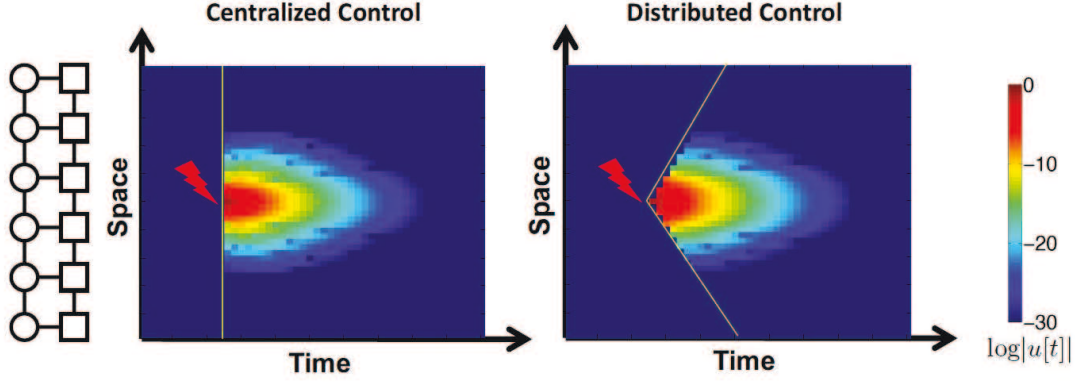 Centralized Control
Distributed Control
Space
Time
Space
Time
0
-10
-20
-30
log|u[t]|